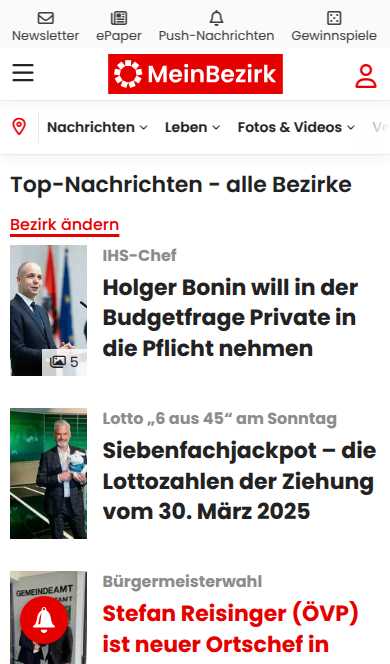 Newsletter ePaper Push-Nachrichten Gewinnspiele
MeinBezirk
Nachrichten Leben Fotos & Videos Ve
Top-Nachrichten - alle Bezirke
Bezirk ändern
IHS-Chef
Holger Bonin will in der
Budgetfrage Private in
die Pflicht nehmen
5
Lotto „6 aus 45“ am Sonntag
Siebenfachjackpot – die
Lottozahlen der Ziehung
vom 30. März 2025
Bürgermeisterwahl
GEMEINDEAMT
Stefan Reisinger (ÖVP)
ist neuer Ortschef in